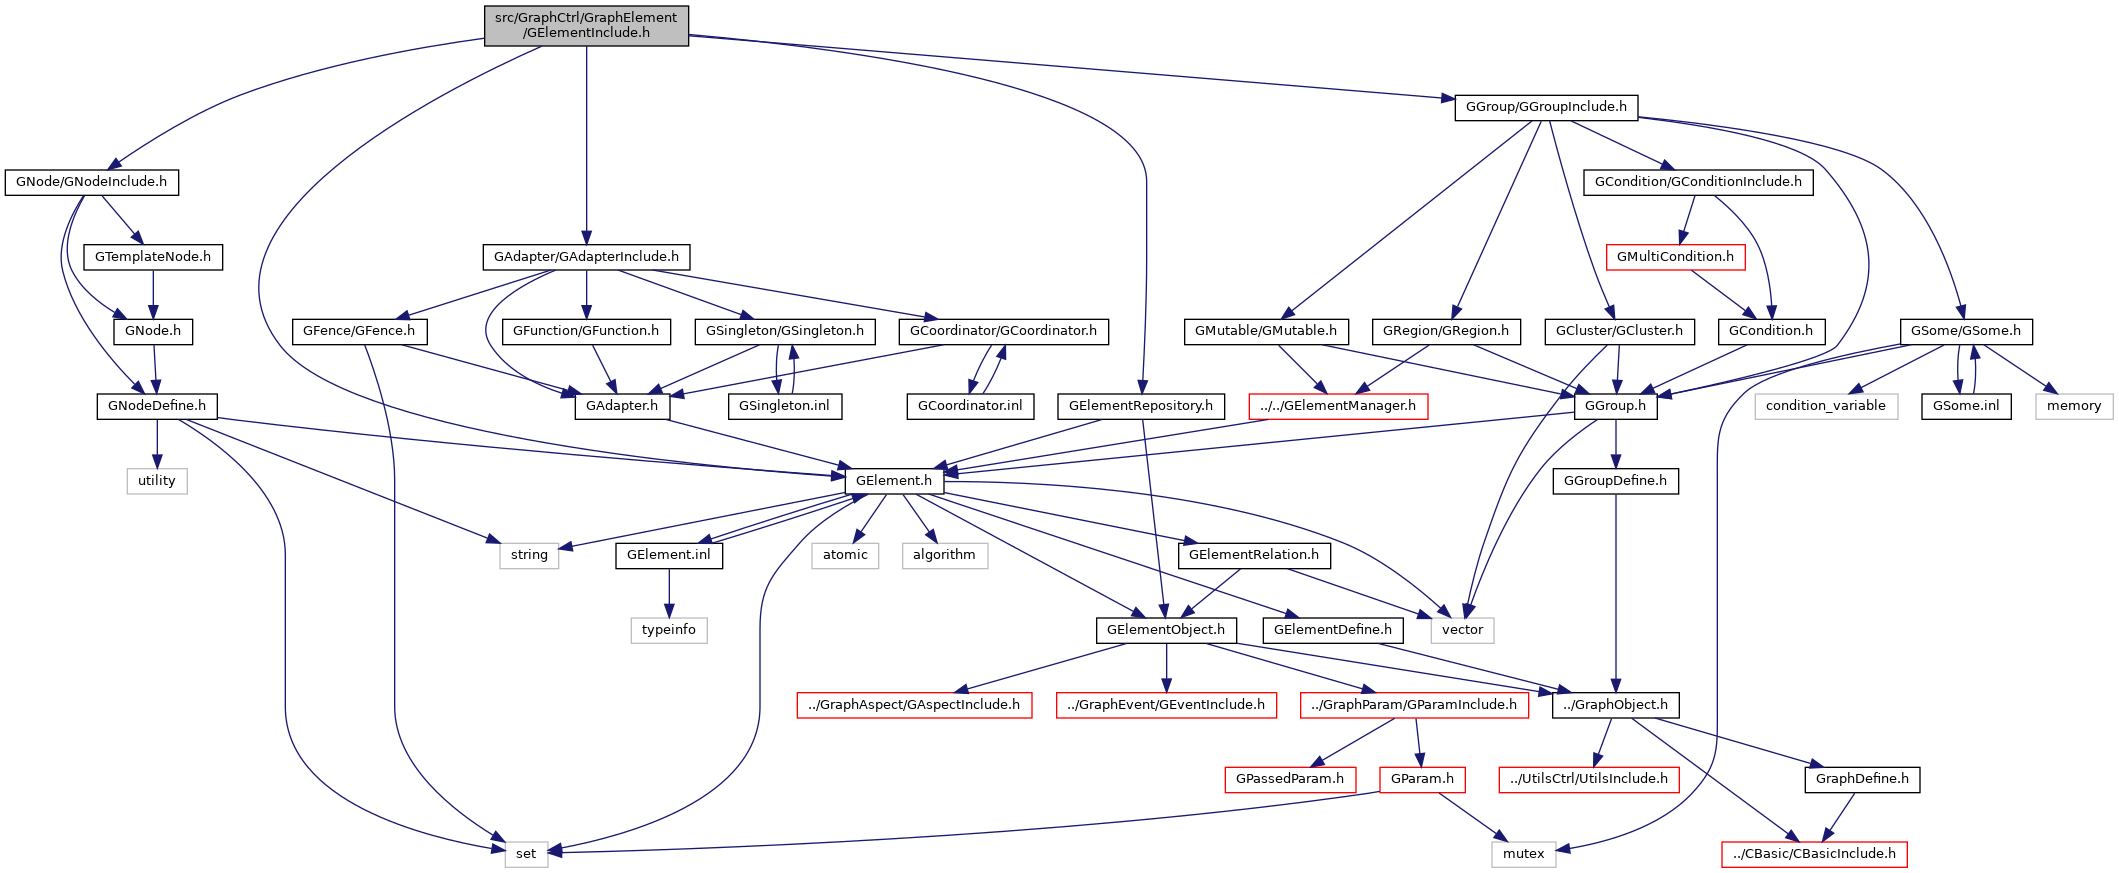 src/GraphCtrl/GraphElement
/GElementInclude.h
GGroup/GGroupInclude.h
GNode/GNodeInclude.h
GCondition/GConditionInclude.h
GTemplateNode.h
GAdapter/GAdapterInclude.h
GMultiCondition.h
GNode.h
GFence/GFence.h
GFunction/GFunction.h
GSingleton/GSingleton.h
GCoordinator/GCoordinator.h
GMutable/GMutable.h
GRegion/GRegion.h
GCluster/GCluster.h
GCondition.h
GSome/GSome.h
GNodeDefine.h
GAdapter.h
GSingleton.inl
GCoordinator.inl
GElementRepository.h
../../GElementManager.h
GGroup.h
condition_variable
GSome.inl
memory
utility
GElement.h
GGroupDefine.h
string
GElement.inl
atomic
algorithm
GElementRelation.h
typeinfo
GElementObject.h
GElementDefine.h
vector
../GraphAspect/GAspectInclude.h
../GraphEvent/GEventInclude.h
../GraphParam/GParamInclude.h
../GraphObject.h
GPassedParam.h
GParam.h
../UtilsCtrl/UtilsInclude.h
GraphDefine.h
set
mutex
../CBasic/CBasicInclude.h